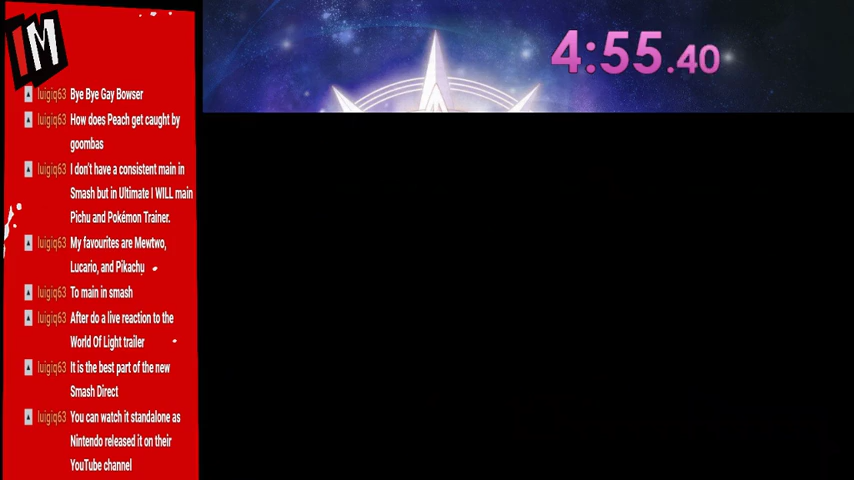 IM
4:55.40
luigiq63 Bye Bye Gay Bowser
luigiq63 How does Peach get caught by
goombas
luigiq63 I don't have a consistent main in
Smash but in Ultimate I WILL main
Pichu and Pokémon Trainer.
luigiq63 My favourites are Mewtwo,
Lucario, and Pikachu
luigiq63 To main in smash
luigiq63 After do a live reaction to the
World Of Light trailer
luigiq63 It is the best part of the new
Smash Direct
luigiq63 You can watch it standalone as
Nintendo released it on their
YouTube channel